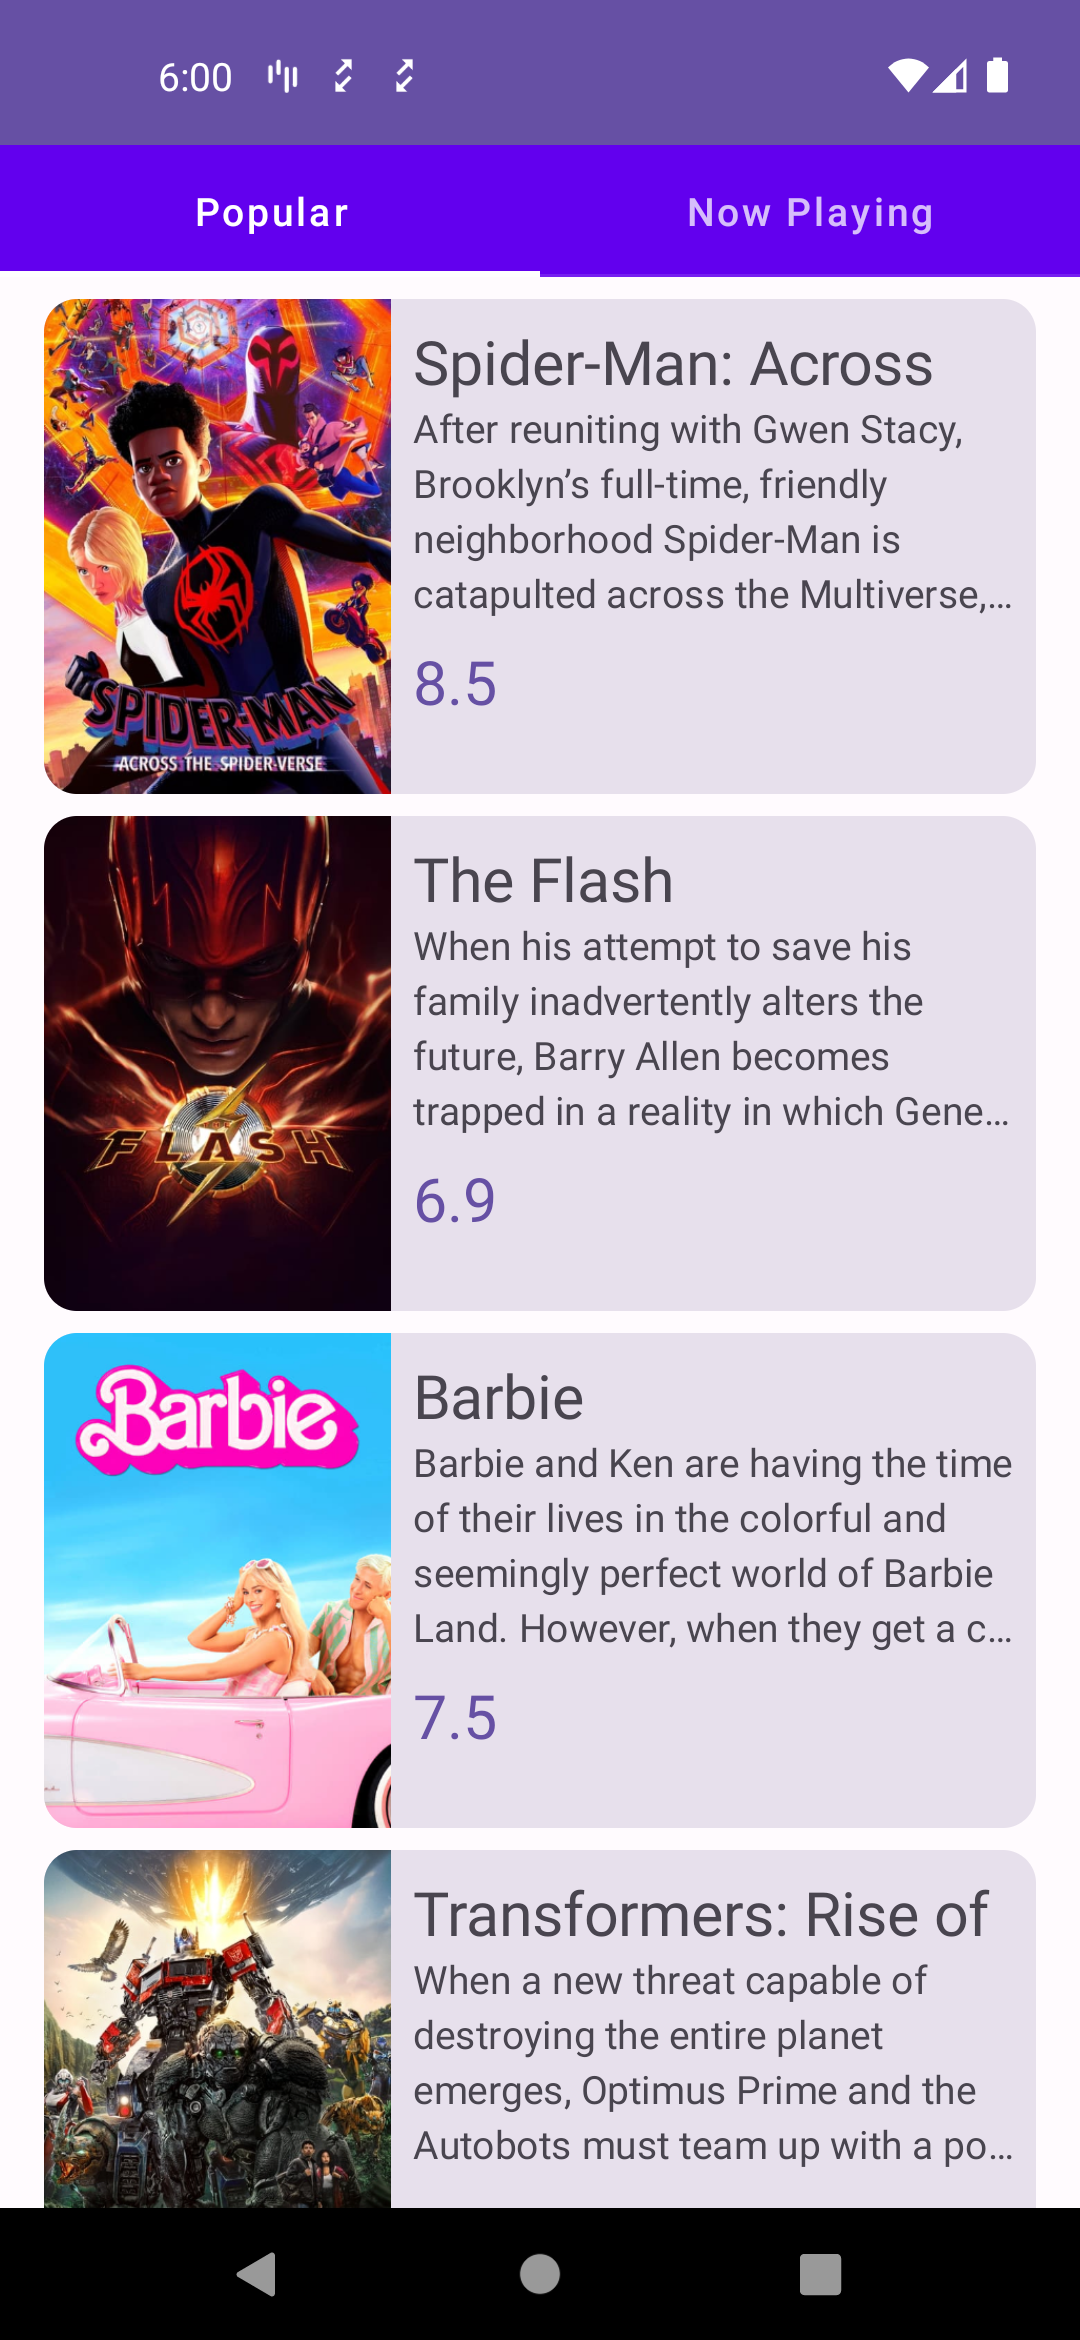 6:00
Popular
Now Playing
SPIDER-MAN
ACROSS THE SPIDER-VERSE
Spider-Man: Across
After reuniting with Gwen Stacy,
Brooklyn’s full-time, friendly
neighborhood Spider-Man is
catapulted across the Multiverse,…
8.5
THE
FLASH
The Flash
When his attempt to save his
family inadvertently alters the
future, Barry Allen becomes
trapped in a reality in which Gene…
6.9
Barbie
Barbie
Barbie and Ken are having the time
of their lives in the colorful and
seemingly perfect world of Barbie
Land. However, when they get a c…
7.5
Transformers: Rise of
When a new threat capable of
destroying the entire planet
emerges, Optimus Prime and the
Autobots must team up with a po…